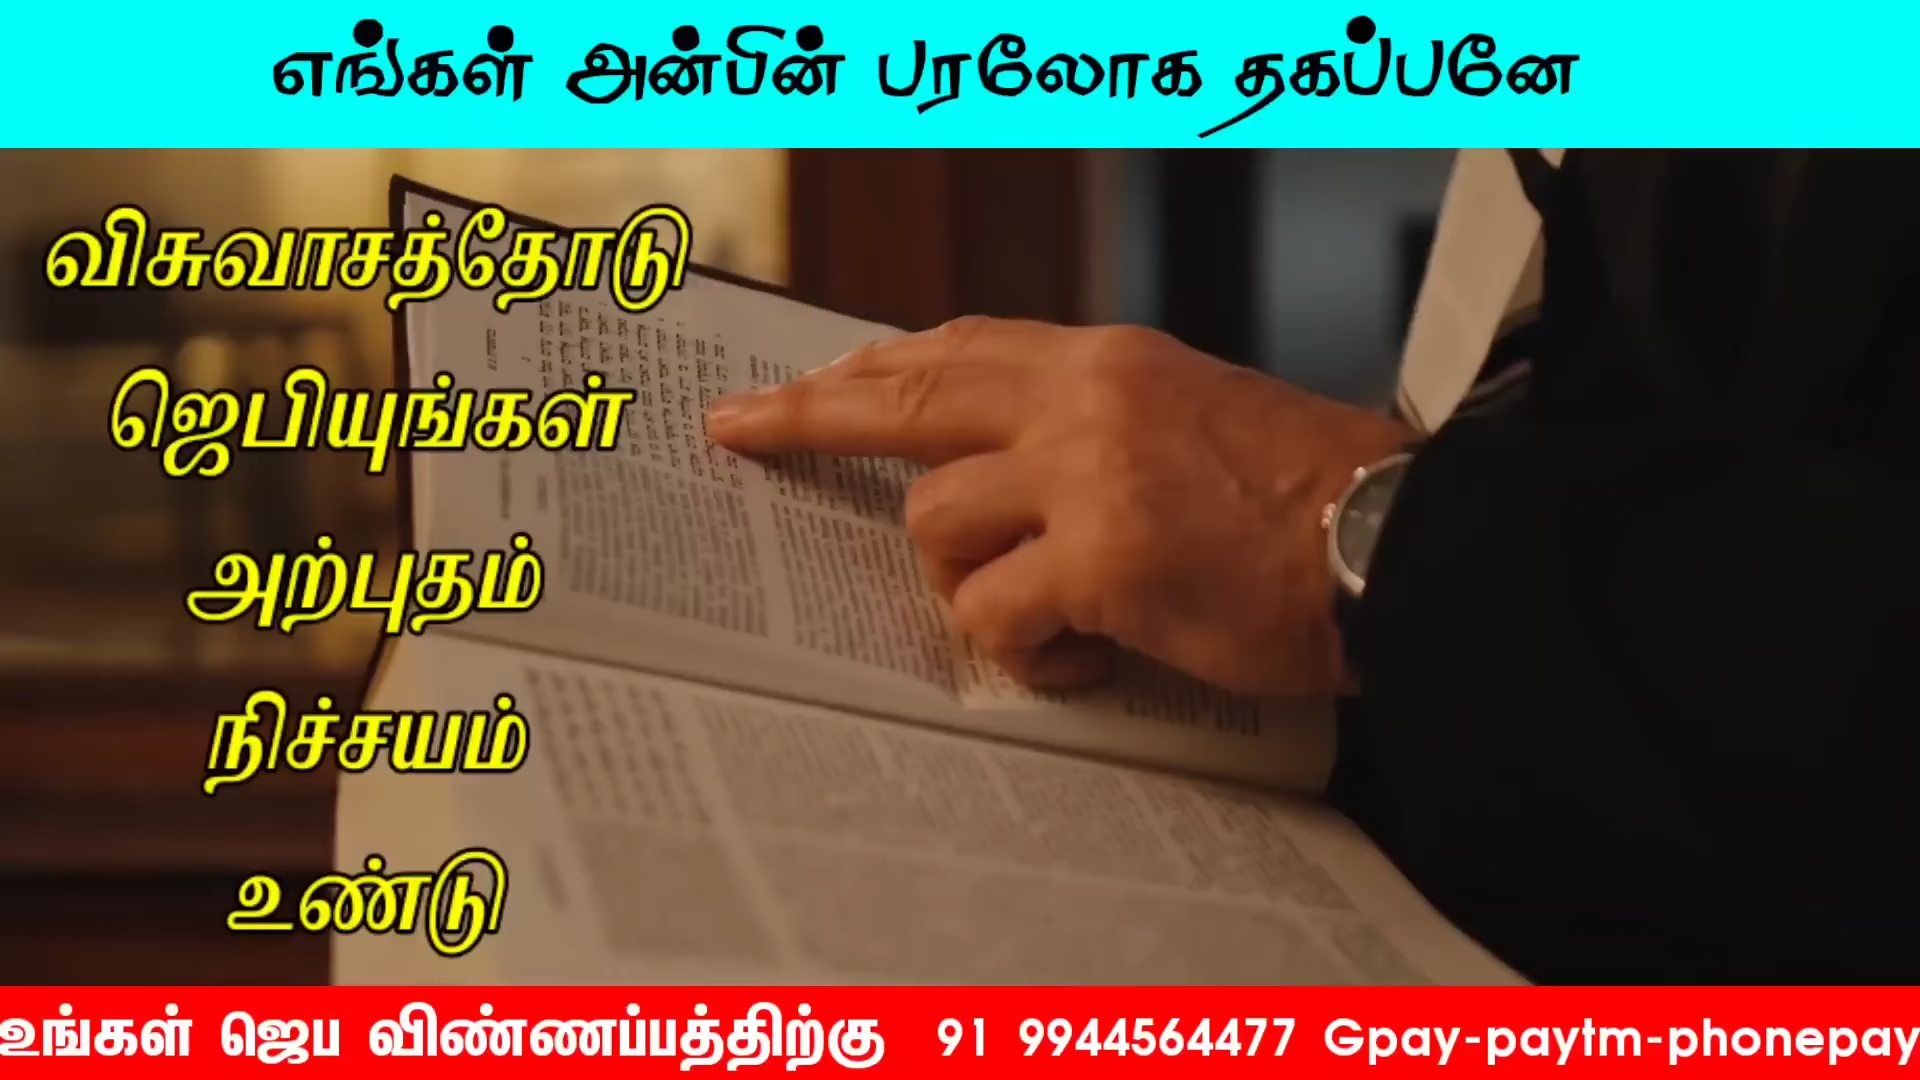 எங்கள் அன்பின் பரலோக தகப்பனே
விசுவாசத்தோடு
ஜெபியுங்கள்
அற்புதம்
நிச்சயம்
உண்டு
உங்கள் ஜெப விண்ணப்பத்திற்கு 91 9944564477 Gpay-paytm-phonepay